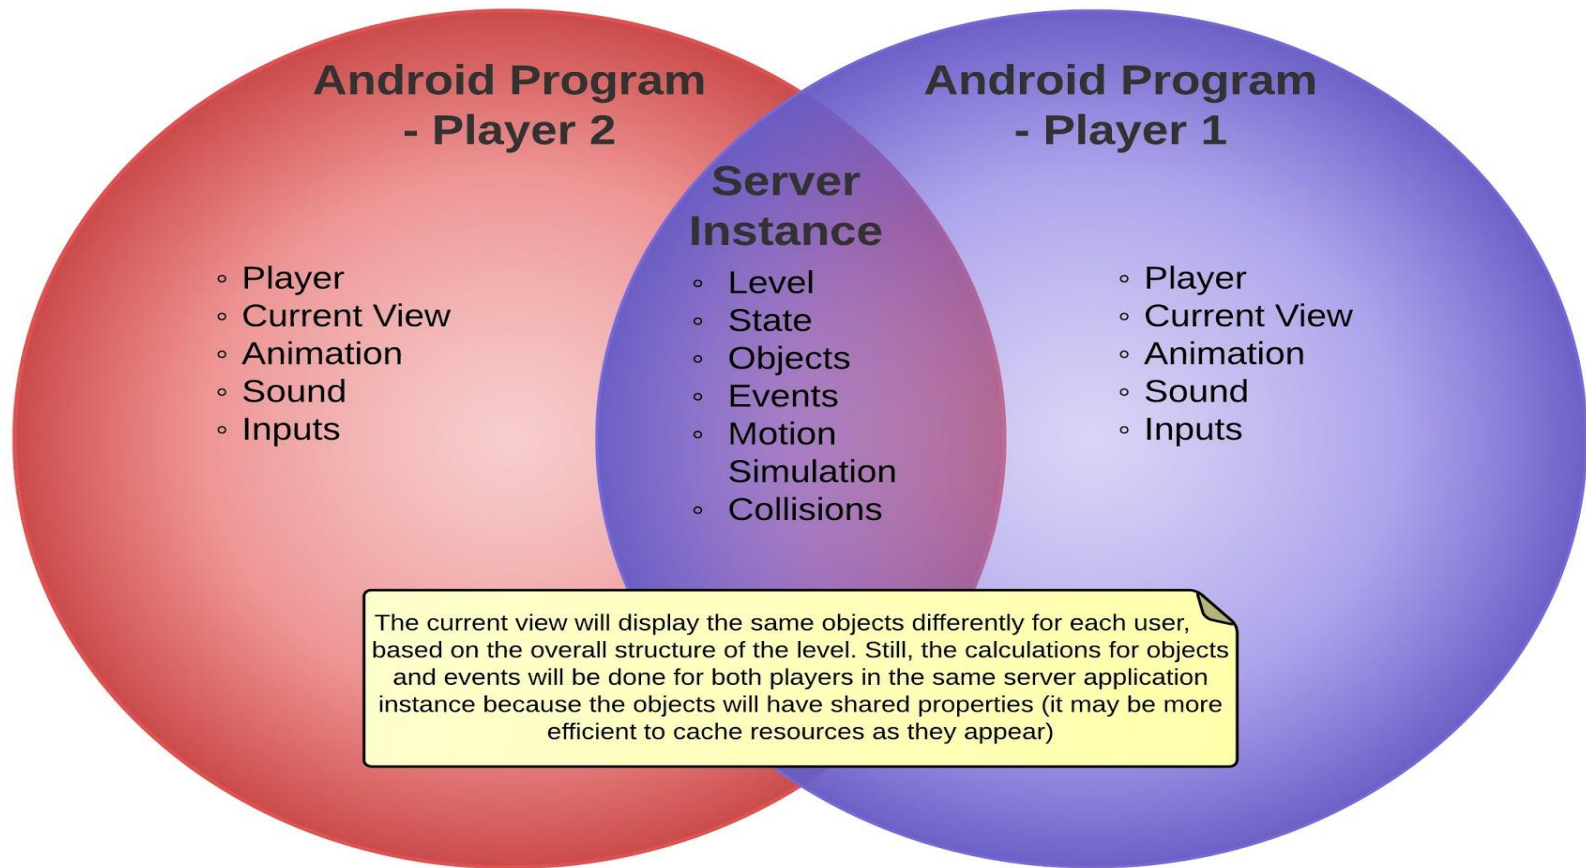 Android Program
- Player 2
◦ Player
◦ Current View
◦ Animation
◦ Sound
◦ Inputs
Server
Instance
◦ Level
◦ State
◦ Objects
◦ Events
◦ Motion
Simulation
◦ Collisions
Android Program
- Player 1
◦ Player
◦ Current View
◦ Animation
◦ Sound
◦ Inputs
The current view will display the same objects differently for each user,
based on the overall structure of the level. Still, the calculations for objects
and events will be done for both players in the same server application
instance because the objects will have shared properties (it may be more
efficient to cache resources as they appear)